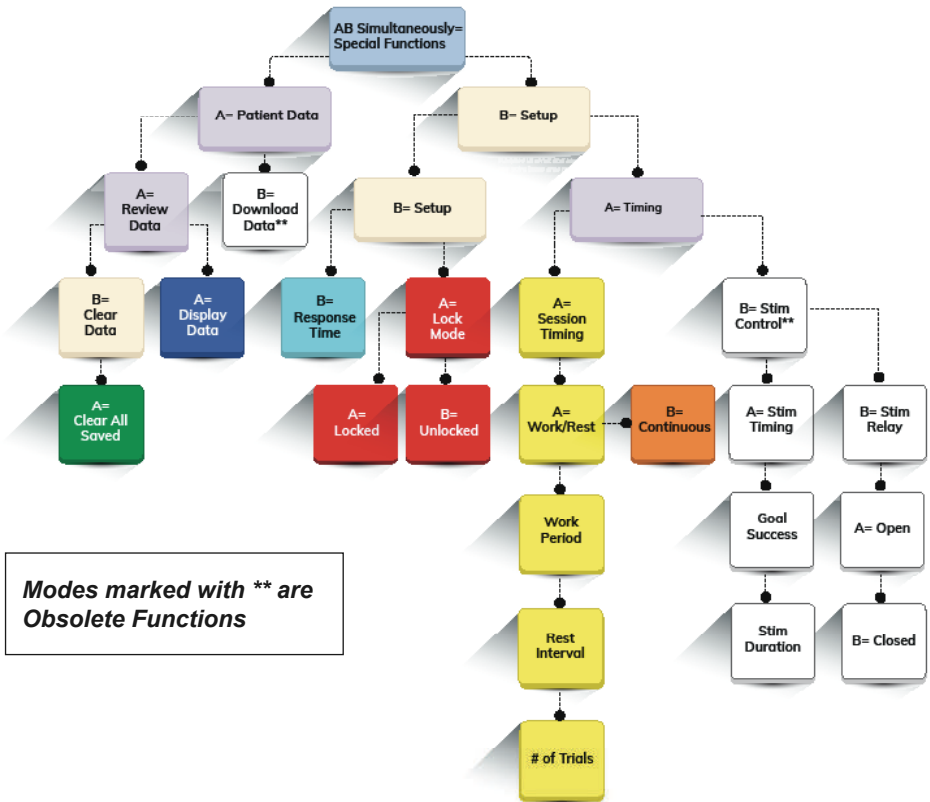 AB Simultaneously=
Special Functions
A= Patient Data
B= Setup
A=
Review
Data
B=
Download
Data**
B= Setup
A= Timing
B=
Clear
Data
A=
Display
Data
B=
Response
Time
A=
Lock
Mode
A=
Session
Timing
B= Stim
Control**
A=
Clear All
Saved
A=
Locked
B=
Unlocked
A=
Work/Rest
B=
Continuous
A= Stim
Timing
B= Stim
Relay
Work
Period
Goal
Success
A= Open
Modes marked with ** are
Obsolete Functions
Rest
Interval
Stim
Duration
B= Closed
# of Trials